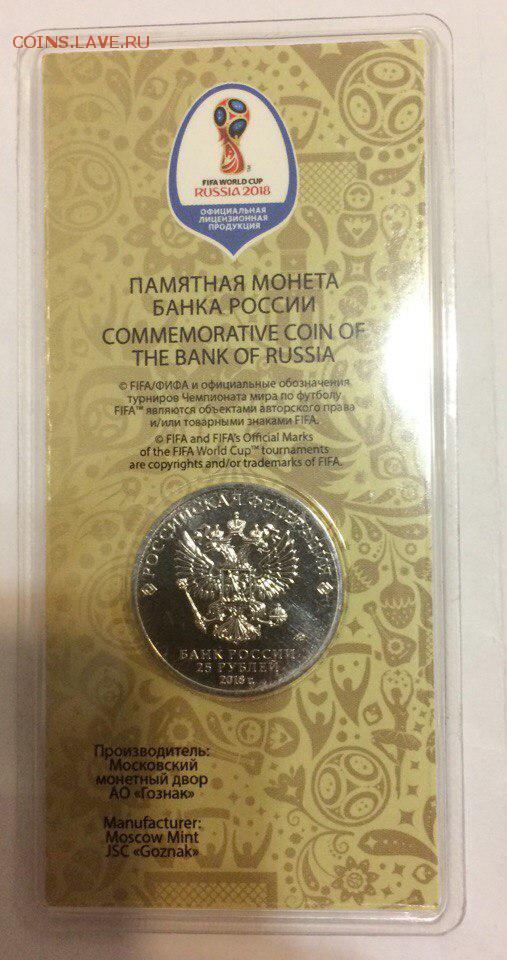 COINS.LAVE.RU
FIFA WORLD CUP
RUSSIA 2018
ОФИЦИАЛЬНАЯ
ЛИЦЕНЗИОННАЯ
ПРОДУКЦИЯ
ПАМЯТНАЯ МОНЕТА
БАНКА РОССИИ
COMMEMORATIVE COIN OF
THE BANK OF RUSSIA
© FIFA/ФИФА и официальные обозначения
турниров Чемпионата мира по футболу
FIFA™ являются объектами авторского права
и/или товарными знаками FIFA.
© FIFA and FIFA's Official Marks
of the FIFA World Cup™ tournaments
are copyrights and/or trademarks of FIFA.
РОССИЙСКАЯ ФЕДЕРАЦИЯ
БАНК РОССИИ
25 РУБЛЕЙ
2018 г.
Производитель:
Московский
монетный двор
АО «Гознак»
Manufacturer:
Moscow Mint
JSC «Goznak»